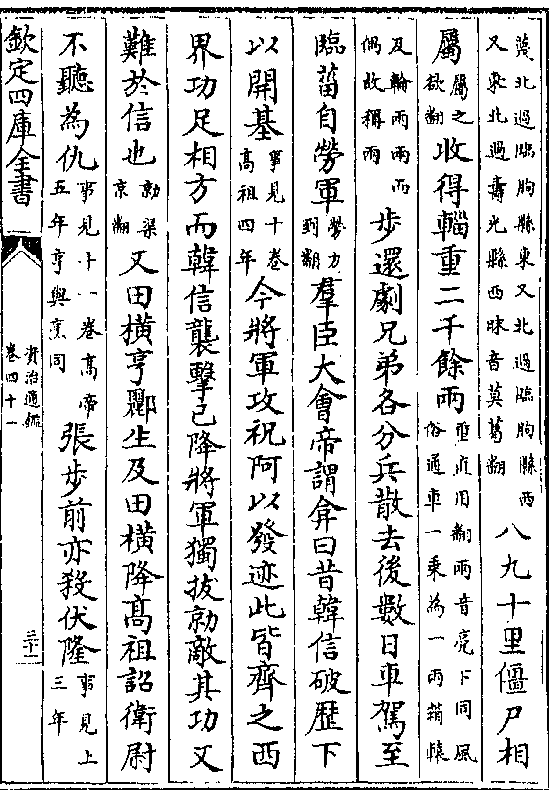 蕩北過臨朐縣東又北過臨朐縣西
又東北過壽光縣西昧音莫葛翻
八九十里僵尸相
屬屬之欲翻收得輜重二千餘兩重直用翻兩音亮下同風
俗通車一乘為一兩箱轅
及輪兩兩而
偶故稱兩步還劇兄弟各分兵散去後數日車駕至
臨菑自勞軍勞力到翻羣臣大會帝謂弇曰昔韓信破歴下
以開基事見十卷高祖四年今將軍攻祝阿以發迹此皆齊之西
界功足相方而韓信襲擊已降將軍獨拔勍敵其功又
難於信也勍渠京翻又田橫亨酈生及田橫降髙祖詔衛尉
不聽為仇事見十一卷高帝五年亨與烹同張步前亦殺伏隆事見上三年
欽定四庫全書
資治通鑑
卷四十一
三十一